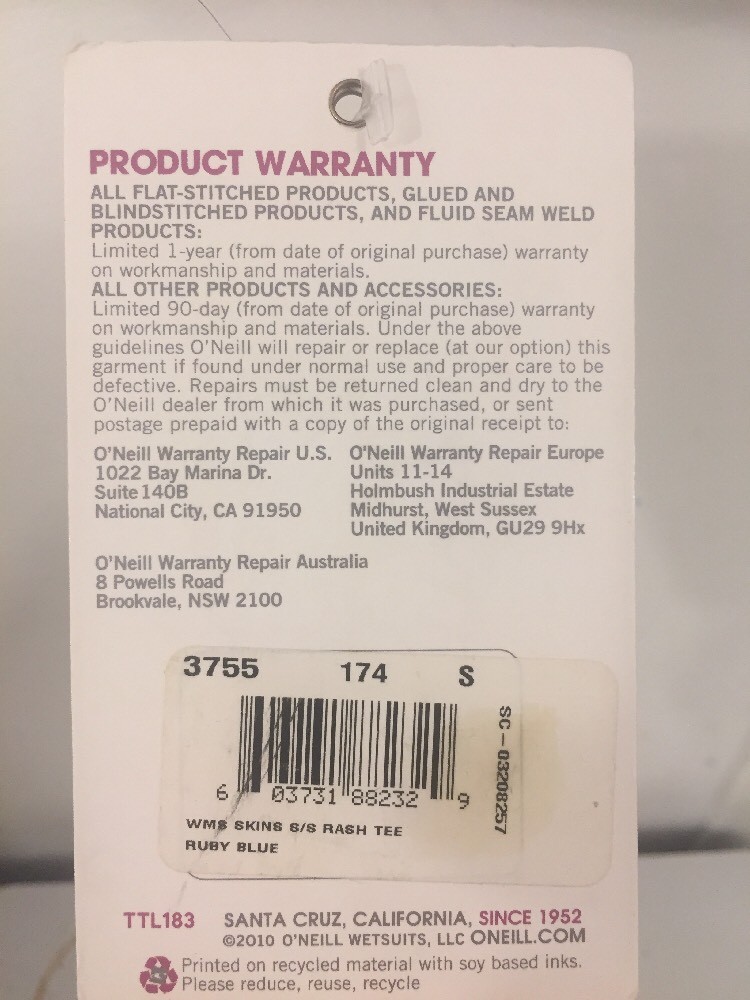 PRODUCT WARRANTY
ALL FLAT-STITCHED PRODUCTS, GLUED AND
BLINDSTITCHED PRODUCTS, AND FLUID SEAM WELD
PRODUCTS:
Limited 1-year (from date of original purchase) warranty
on workmanship and materials.
ALL OTHER PRODUCTS AND ACCESSORIES:
Limited 90-day (from date of original purchase) warranty
on workmanship and materials. Under the above
guidelines O'Neill will repair or replace (at our option) this
garment if found under normal use and proper care to be
defective. Repairs must be returned clean and dry to the
O'Neill dealer from which it was purchased, or sent
postage prepaid with a copy of the original receipt to:
O'Neill Warranty Repair U.S.
1022 Bay Marina Dr.
Suite 140B
National City, CA 91950
O'Neill Warranty Repair Europe
Units 11-14
Holmbush Industrial Estate
Midhurst, West Sussex
United Kingdom, GU29 9Hx
O'Neill Warranty Repair Australia
8 Powells Road
Brookvale, NSW 2100
3755 174 S
6 03731 88232 9
SC - 03208257
WMS SKINS S/S RASH TEE
RUBY BLUE
TTL183 SANTA CRUZ, CALIFORNIA, SINCE 1952
©2010 O'NEILL WETSUITS, LLC ONEILL.COM
Printed on recycled material with soy based inks.
Please reduce, reuse, recycle